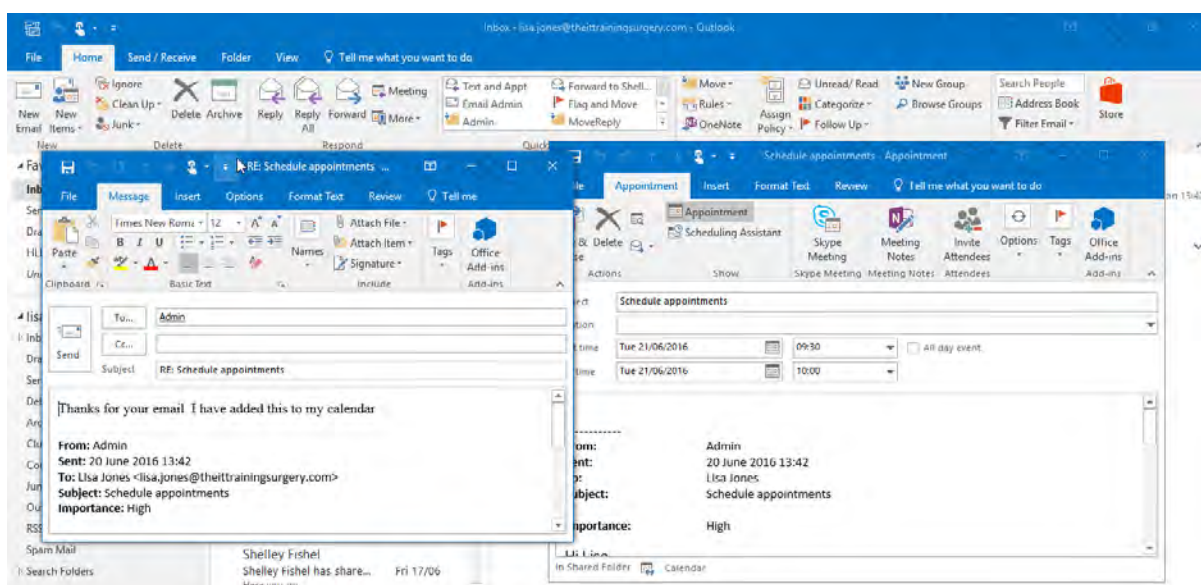 Inbox - lisa.jones@theittrainingsurgery.com - Outlook
File Home Send / Receive Folder View Tell me what you want to do
New Email
New Items
Ignore
Clean Up
Junk
Delete Archive
Reply Reply All Forward
Meeting
More
Text and Appt
Email Admin
Admin
Forward to Shell...
Flag and Move
MoveReply
Move
Rules
OneNote
Assign Policy
Unread/ Read
Categorize
Follow Up
New Group
Browse Groups
Search People
Address Book
Filter Email
Store
New Delete Respond Quick
RE: Schedule appointments ...
File Message Insert Options Format Text Review Tell me
Paste
Times New Roma 12
B I U
Names
Attach File
Attach Item
Signature
Tags
Office Add-ins
Clipboard Basic Text Include Add-ins
Send
To... Admin
Cc...
Subject RE: Schedule appointments
Thanks for your email I have added this to my calendar
From: Admin
Sent: 20 June 2016 13:42
To: Lisa Jones <lisa.jones@theittrainingsurgery.com>
Subject: Schedule appointments
Importance: High
Schedule appointments - Appointment
Appointment Insert Format Text Review Tell me what you want to do
& Delete
Appointment
Scheduling Assistant
Skype Meeting
Meeting Notes
Invite Attendees
Options
Tags
Office Add-ins
Actions Show Skype Meeting Meeting Notes Attendees Add-ins
Schedule appointments
Tue 21/06/2016 09:30 All day event
Tue 21/06/2016 10:00
Admin
20 June 2016 13:42
Lisa Jones
Schedule appointments
High
In Shared Folder Calendar
Spam Mail
Search Folders
Shelley Fishel
Shelley Fishel has share... Fri 17/06